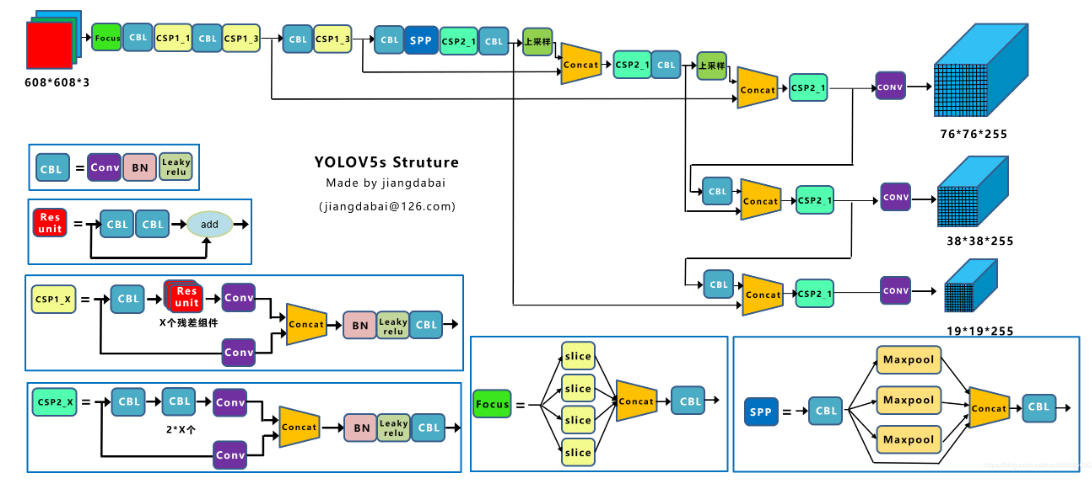 Focus CBL CSP1_1 CBL CSP1_3 CBL CSP1_3 CBL SPP CSP2_1 CBL 上采样
Concat CSP2_1 CBL 上采样
Concat CSP2_1 CONV
608*608*3
76*76*255
YOLOV5s Struture
Made by jiangdabai
(jiangdabai@126.com)
CBL = Conv BN Leaky relu
CBL Concat CSP2_1 CONV
38*38*255
Res unit = CBL CBL add
CBL Concat CSP2_1 CONV
19*19*255
CSP1_X = CBL Res unit Conv
X个残差组件
Conv
Concat BN Leaky relu CBL
CSP2_X = CBL CBL Conv
2*X个
Conv
Concat BN Leaky relu CBL
Focus =
slice
slice
slice
slice
Concat CBL
SPP = CBL
Maxpool
Maxpool
Maxpool
Concat CBL